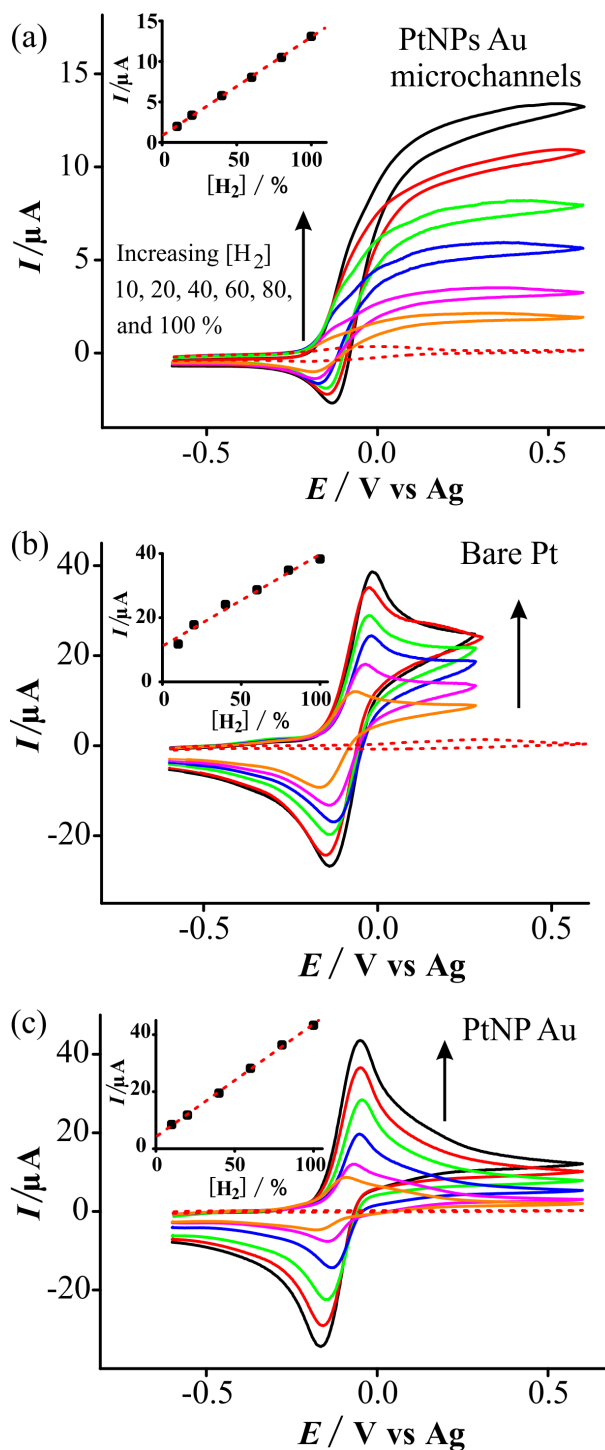 (a)
PtNPs Au
microchannels
I/µA
15
10
5
0
0
50
100
[H₂] / %
Increasing [H₂]
10, 20, 40, 60, 80,
and 100 %
I/µA
15
10
5
0
-0.5
0.0
0.5
E / V vs Ag
(b)
Bare Pt
I/µA
40
20
0
0
50
100
[H₂] / %
I/µA
40
20
0
-20
-0.5
0.0
0.5
E / V vs Ag
(c)
PtNP Au
I/µA
40
20
0
0
50
100
[H₂] / %
I/µA
40
20
0
-20
-0.5
0.0
0.5
E / V vs Ag